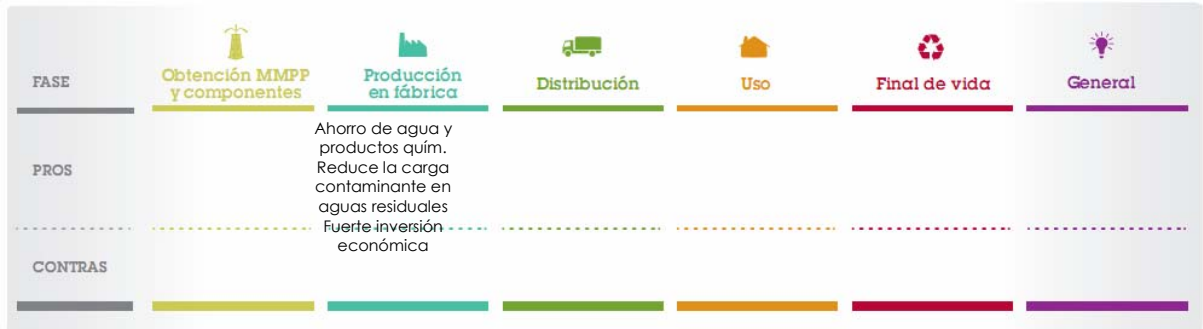 FASE
Obtención MMPP
y componentes
Producción
en fábrica
Distribución
Uso
Final de vida
General
PROS
Ahorro de agua y
productos quím.
Reduce la carga
contaminante en
aguas residuales
Fuerte inversión
económica
CONTRAS